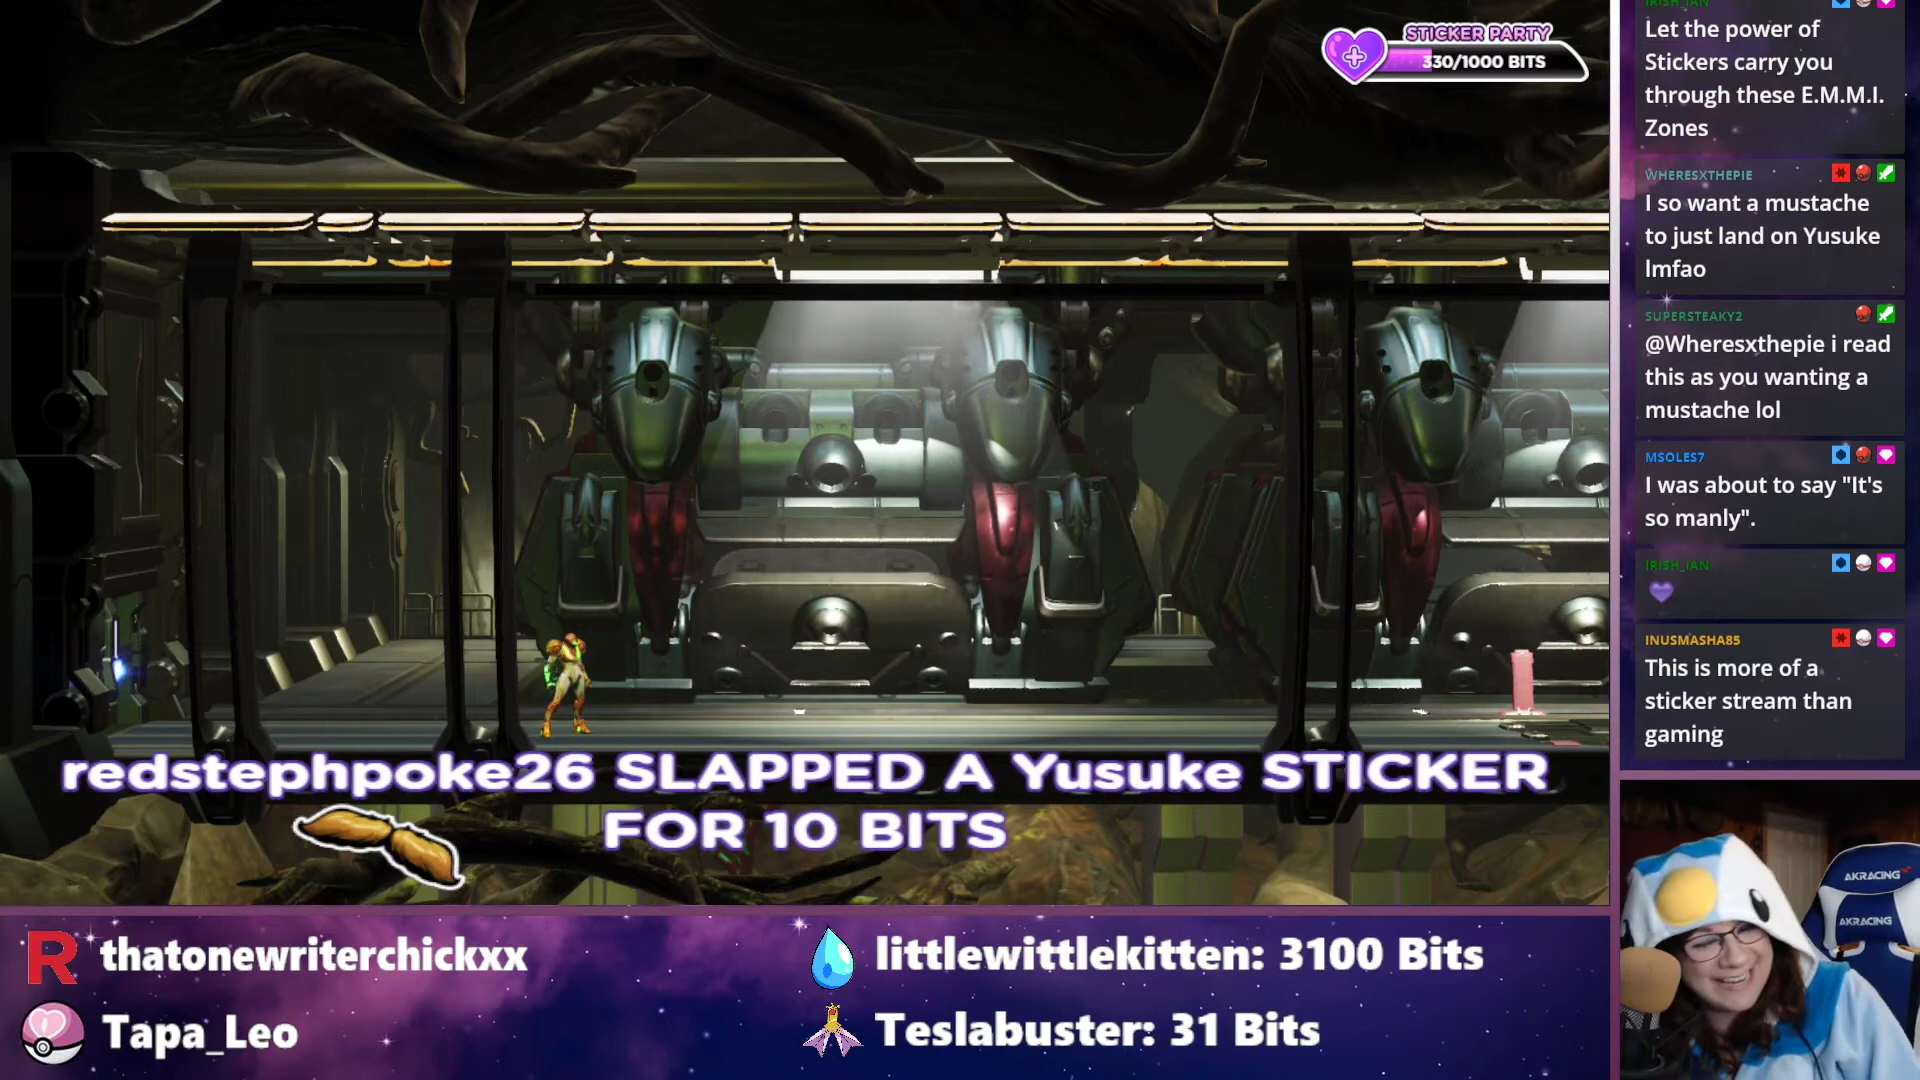 STICKER PARTY
330/1000 BITS
IRISH_IAN
Let the power of
Stickers carry you
through these E.M.M.I.
Zones
WHERESXTHEPIE
I so want a mustache
to just land on Yusuke
lmfao
SUPERSTEAKY2
@Wheresxthepie i read
this as you wanting a
mustache lol
MSOLES7
I was about to say "It's
so manly".
IRISH_IAN
INUSMASHA85
This is more of a
sticker stream than
gaming
redstephpoke26 SLAPPED A Yusuke STICKER
FOR 10 BITS
R thatonewriterchickxx
Tapa_Leo
littlewittlekitten: 3100 Bits
Teslabuster: 31 Bits
AKRACING
AKRACING